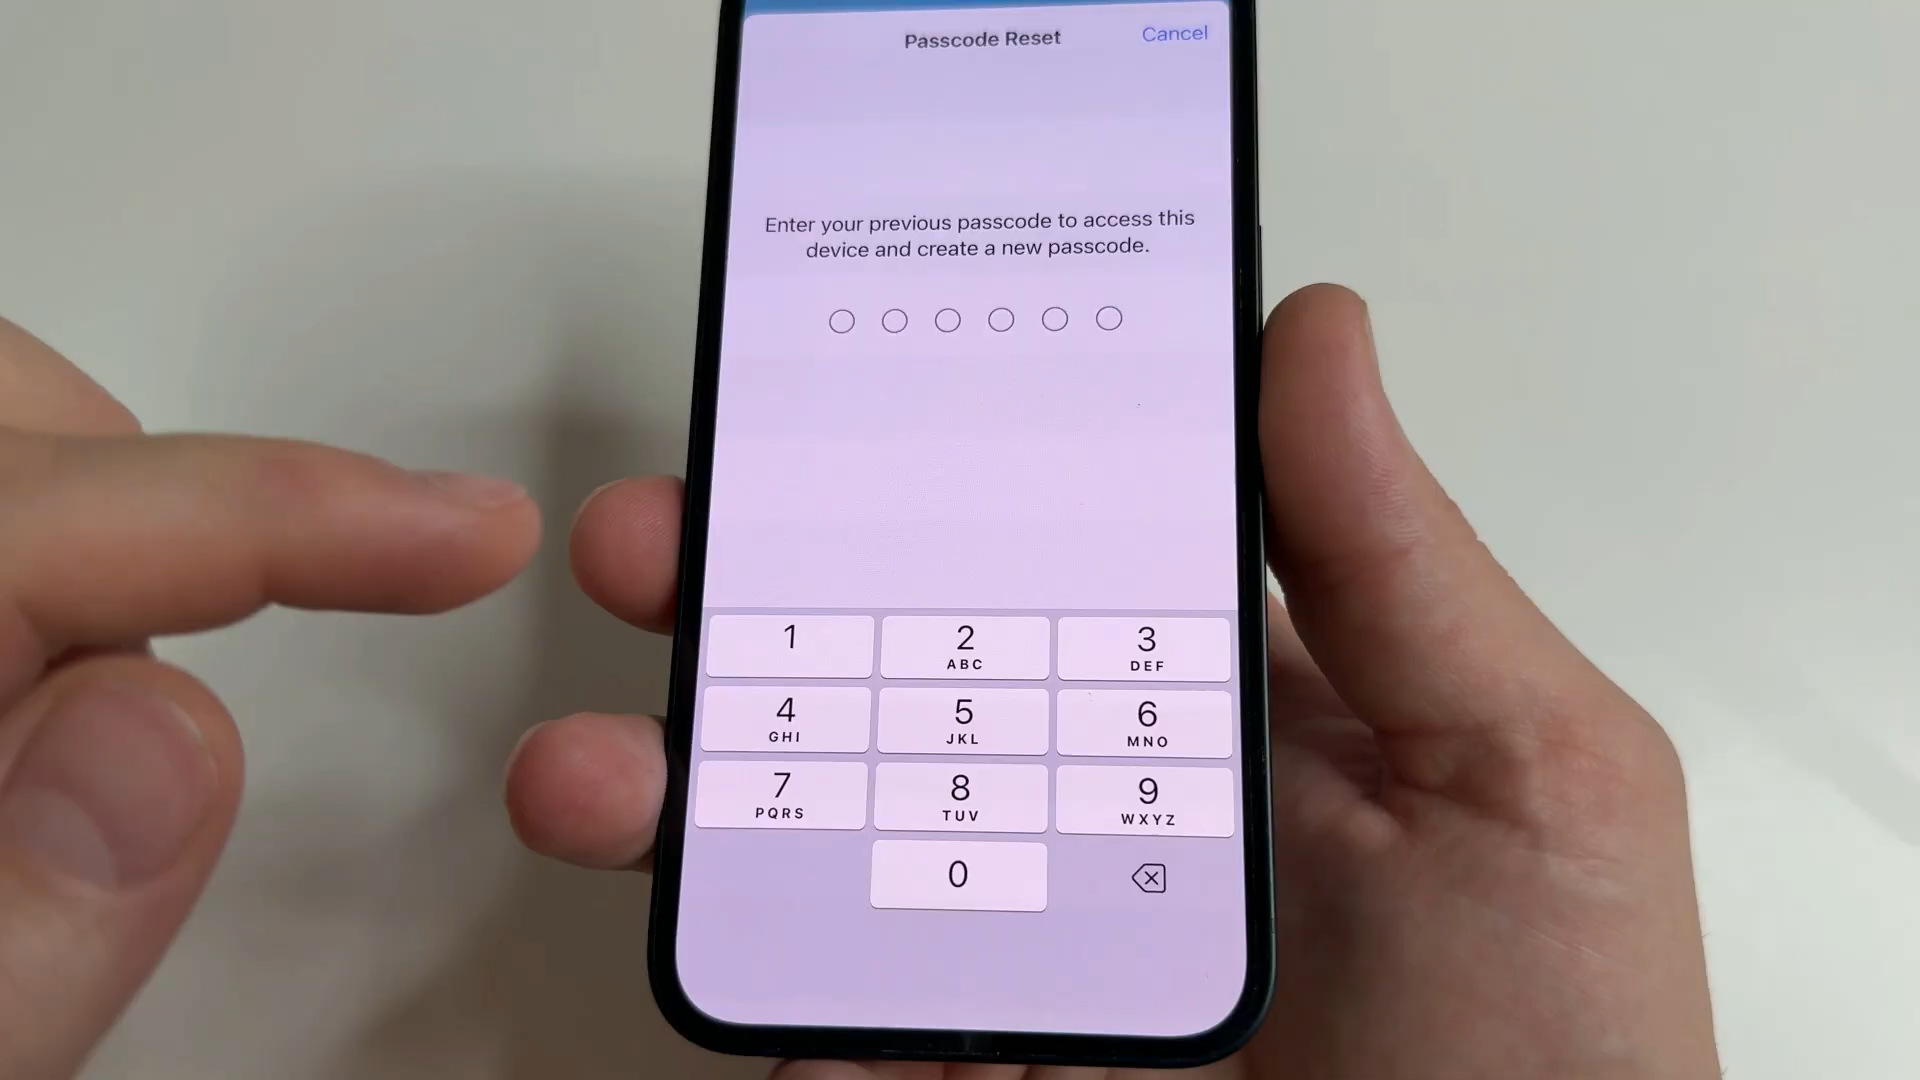 Passcode Reset
Cancel
Enter your previous passcode to access this
device and create a new passcode.
1
2
ABC
3
DEF
4
GHI
5
JKL
6
MNO
7
PQRS
8
TUV
9
WXYZ
0